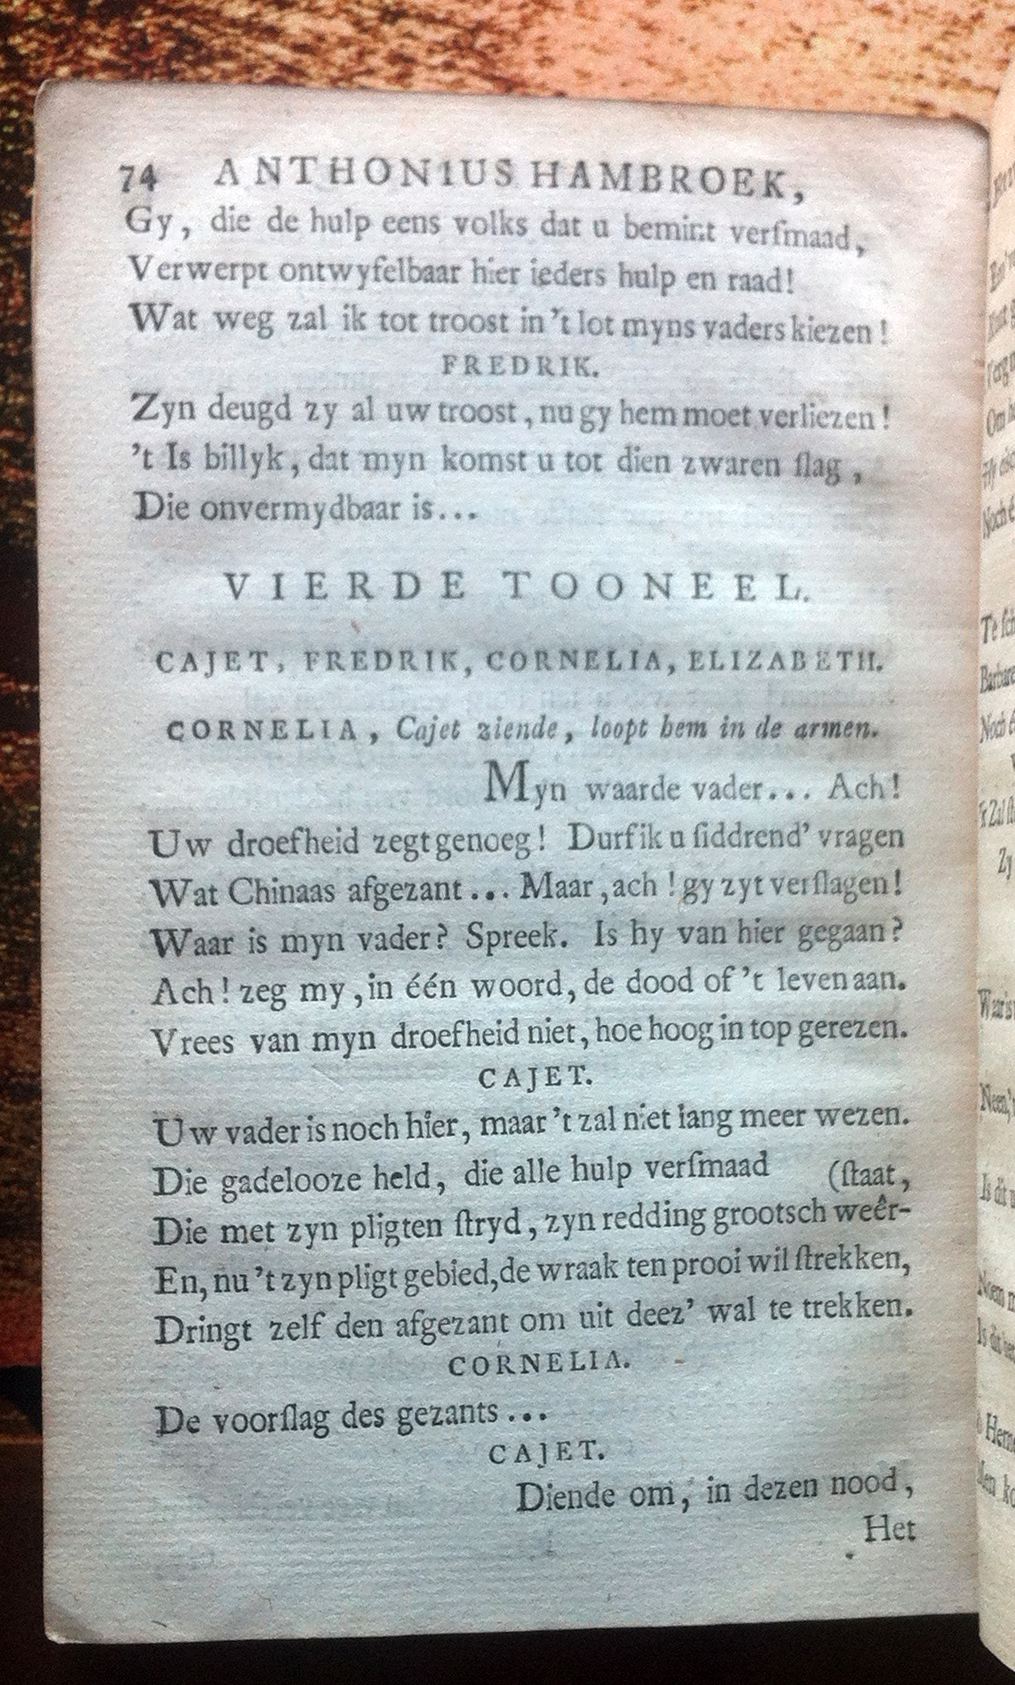 74 ANTHONIUS HAMBROEK,
Gy, die de hulp eens volks dat u bemint verſmaad,
Verwerpt ontwyfelbaar hier ieders hulp en raad!
Wat weg zal ik tot troost in 't lot myns vaders kiezen!
FREDRIK.
Zyn deugd zy al uw troost, nu gy hem moet verliezen!
't Is billyk, dat myn komst u tot dien zwaren ſlag,
Die onvermydbaar is...
VIERDE TOONEEL.
CAJET, FREDRIK, CORNELIA, ELIZABETH.
CORNELIA, Cajet ziende, loopt hem in de armen.
Myn waarde vader... Ach!
Uw droefheid zegt genoeg! Durf ik u ſiddrend' vragen
Wat Chinaas afgezant... Maar, ach! gy zyt verſlagen!
Waar is myn vader? Spreek. Is hy van hier gegaan?
Ach! zeg my, in één woord, de dood of 't leven aan.
Vrees van myn droefheid niet, hoe hoog in top gerezen.
CAJET.
Uw vader is noch hier, maar 't zal niet lang meer wezen.
Die gadelooze held, die alle hulp verſmaad (ſtaat,
Die met zyn pligten ſtryd, zyn redding grootsch weêr-
En, nu 't zyn pligt gebied, de wraak ten prooi wil ſtrekken,
Dringt zelf den afgezant om uit deez' wal te trekken.
CORNELIA.
De voorſlag des gezants...
CAJET.
Diende om, in dezen nood,
Het